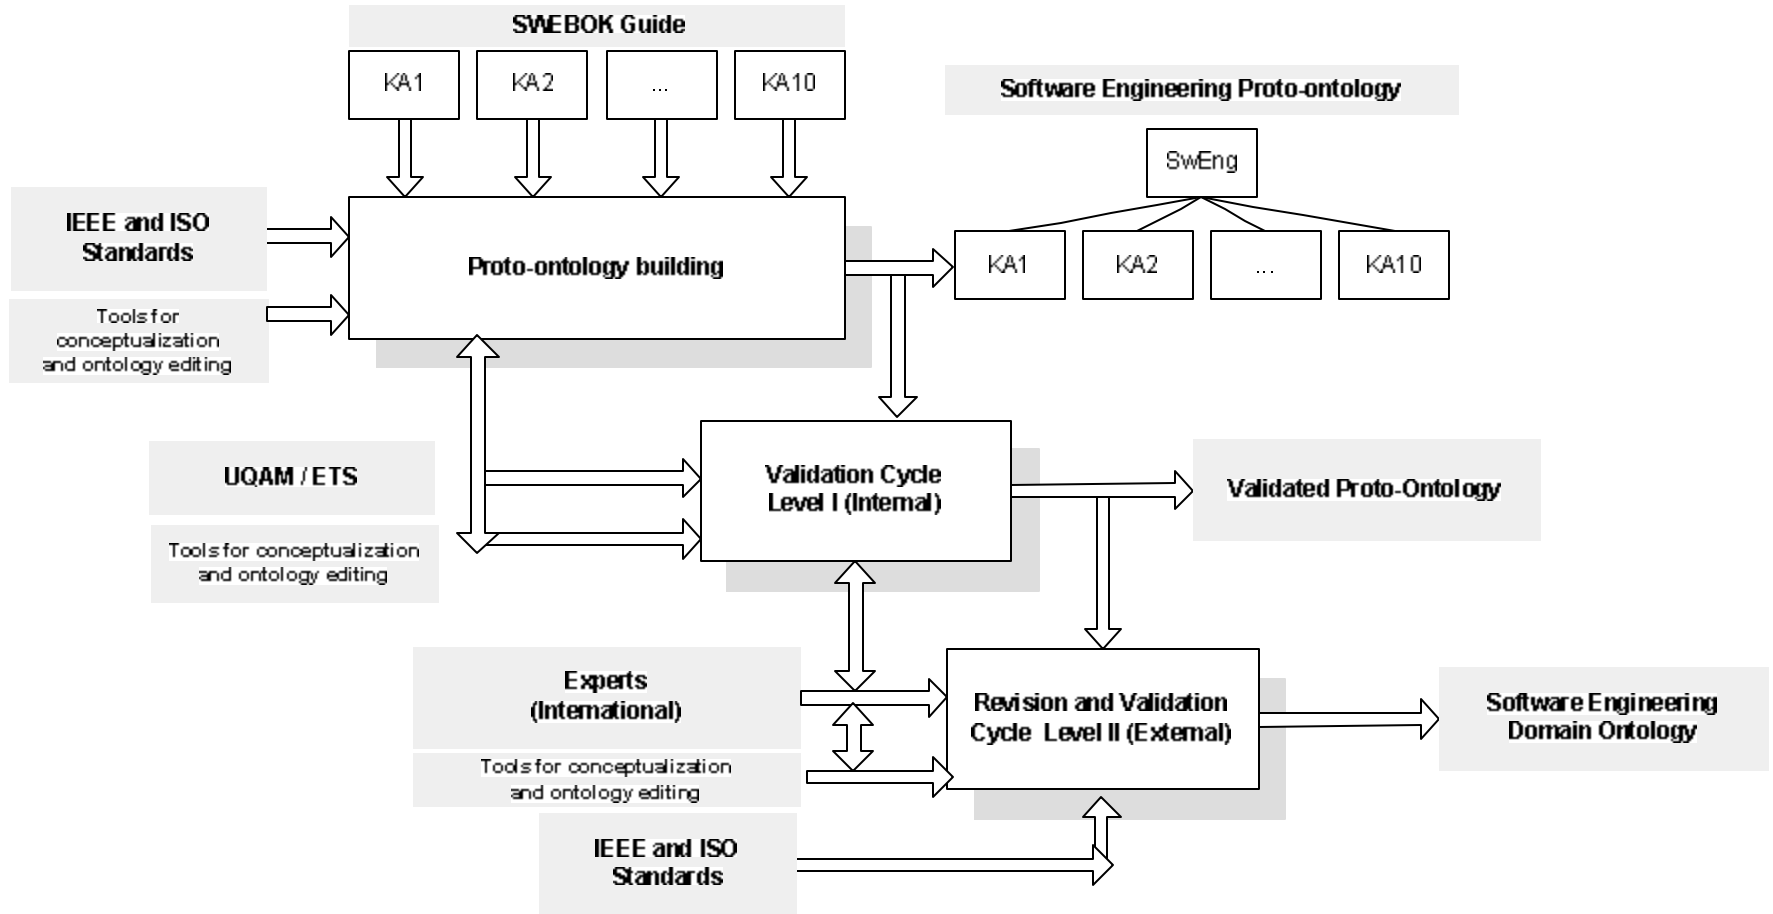 SWEBOK Guide
KA1
KA2
...
KA10
Software Engineering Proto-ontology
SwEng
KA1
KA2
...
KA10
IEEE and ISO
Standards
Tools for
conceptualization
and ontology editing
Proto-ontology building
UQAM / ETS
Tools for conceptualization
and ontology editing
Validation Cycle
Level I (Internal)
Validated Proto-Ontology
Experts
(International)
Tools for conceptualization
and ontology editing
IEEE and ISO
Standards
Revision and Validation
Cycle Level II (External)
Software Engineering
Domain Ontology